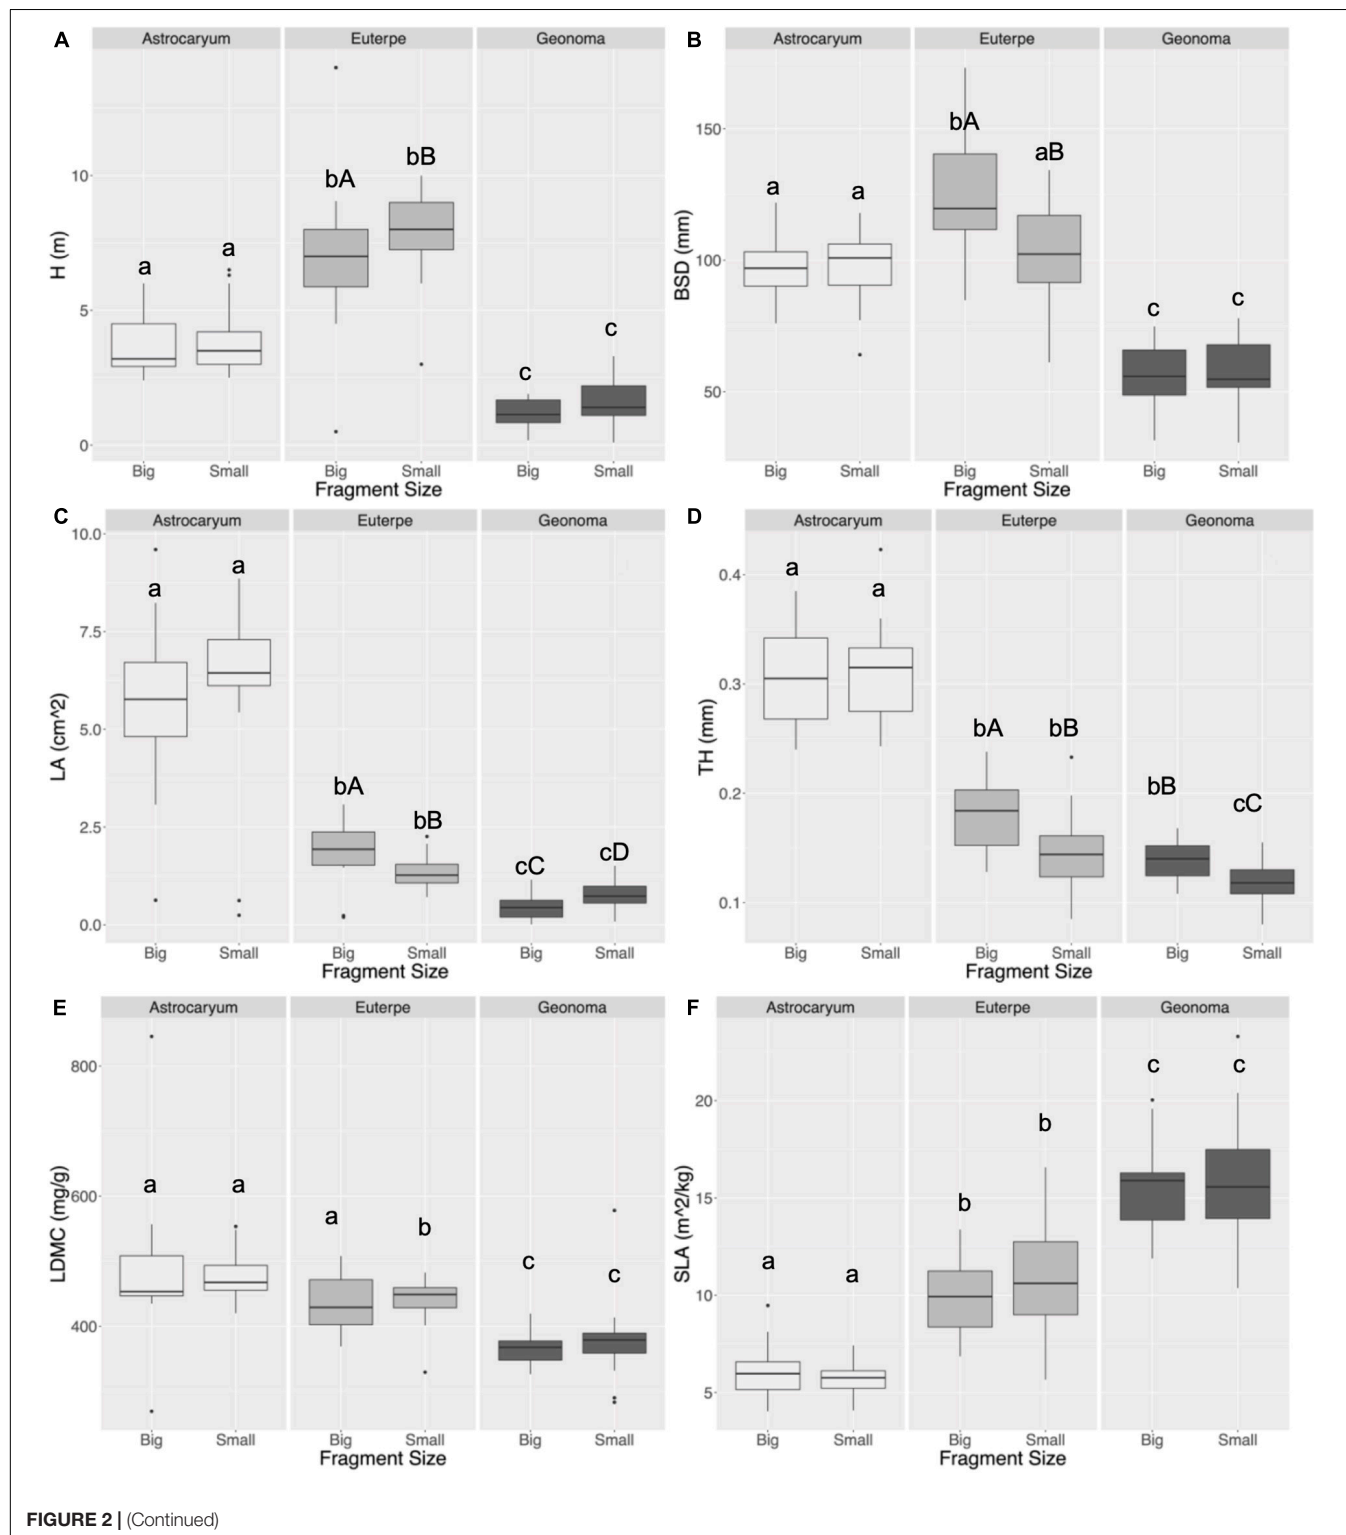 A
Astrocaryum Euterpe Geonoma
H (m)
10
5
0
a a bA bB c c
Big Small Big Small Big Small
Fragment Size
B
Astrocaryum Euterpe Geonoma
BSD (mm)
150
100
50
a a bA aB c c
Big Small Big Small Big Small
Fragment Size
C
Astrocaryum Euterpe Geonoma
LA (cm^2)
10.0
7.5
5.0
2.5
0.0
a a bA bB cC cD
Big Small Big Small Big Small
Fragment Size
D
Astrocaryum Euterpe Geonoma
TH (mm)
0.4
0.3
0.2
0.1
a a bA bB bB cC
Big Small Big Small Big Small
Fragment Size
E
Astrocaryum Euterpe Geonoma
LDMC (mg/g)
800
600
400
a a a b c c
Big Small Big Small Big Small
Fragment Size
F
Astrocaryum Euterpe Geonoma
SLA (m^2/kg)
20
15
10
5
a a b b c c
Big Small Big Small Big Small
Fragment Size
FIGURE 2 | (Continued)